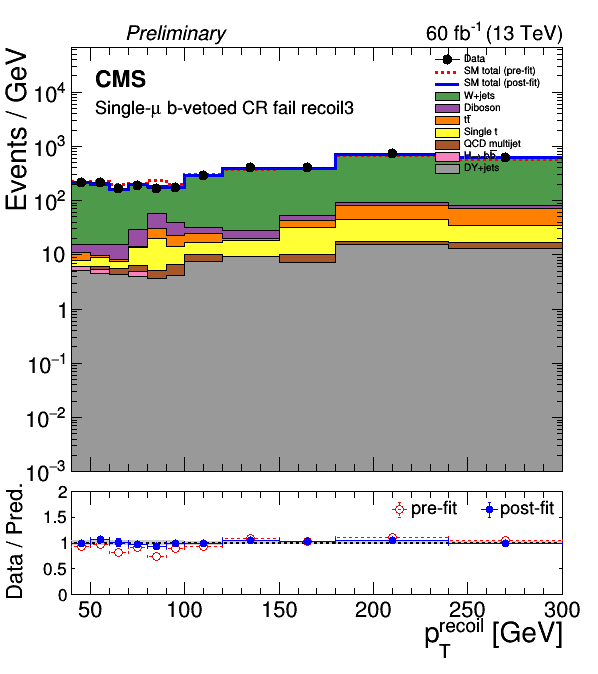 Preliminary
60 fb⁻¹ (13 TeV)
Events / GeV
CMS
Single-μ b-vetoed CR fail recoil3
Data
SM total (pre-fit)
SM total (post-fit)
W+jets
Diboson
tt̄
Single t
QCD multijet
DY+jets
10⁴
10³
10²
10
1
10⁻¹
10⁻²
10⁻³
Data / Pred.
pre-fit
post-fit
2
1.5
1
0.5
0
50 100 150 200 250 300
p_T^recoil [GeV]